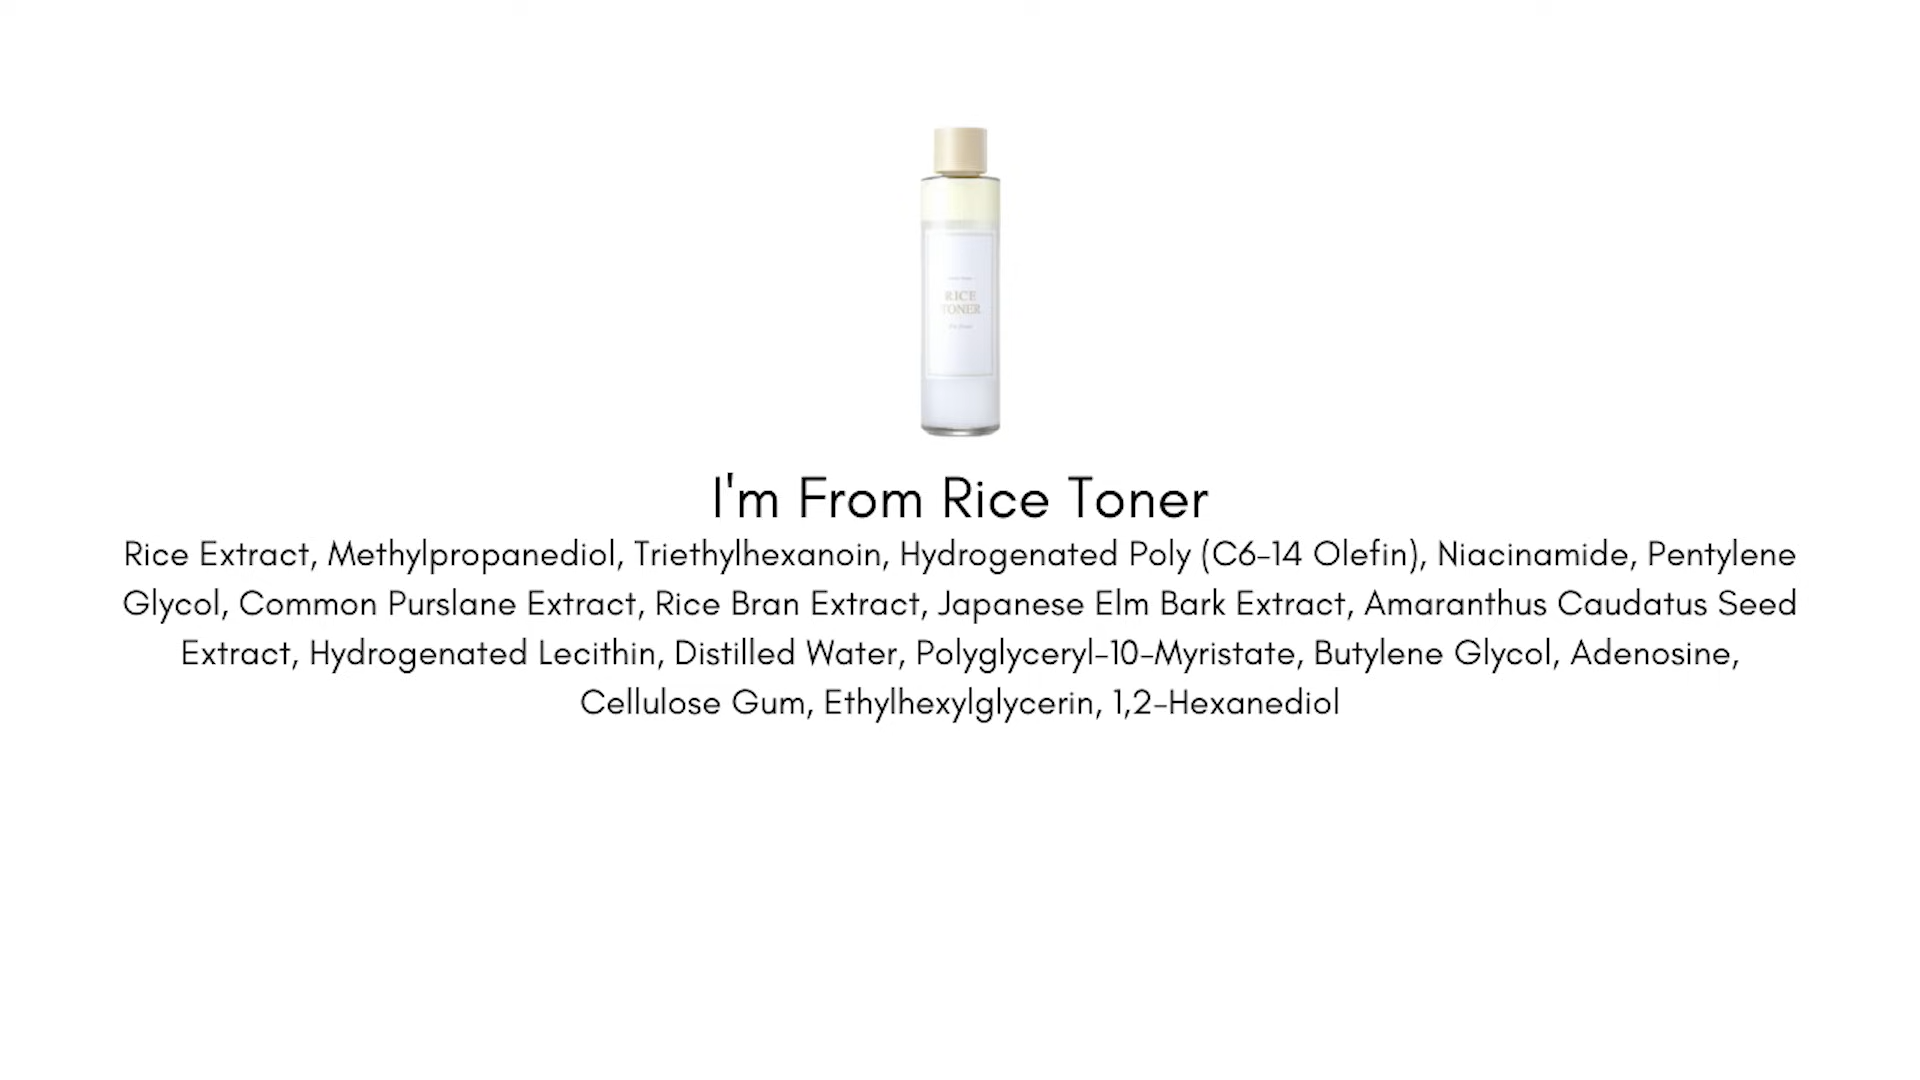 RICE
TONER
I'm From Rice Toner
Rice Extract, Methylpropanediol, Triethylhexanoin, Hydrogenated Poly (C6-14 Olefin), Niacinamide, Pentylene
Glycol, Common Purslane Extract, Rice Bran Extract, Japanese Elm Bark Extract, Amaranthus Caudatus Seed
Extract, Hydrogenated Lecithin, Distilled Water, Polyglyceryl-10-Myristate, Butylene Glycol, Adenosine,
Cellulose Gum, Ethylhexylglycerin, 1,2-Hexanediol